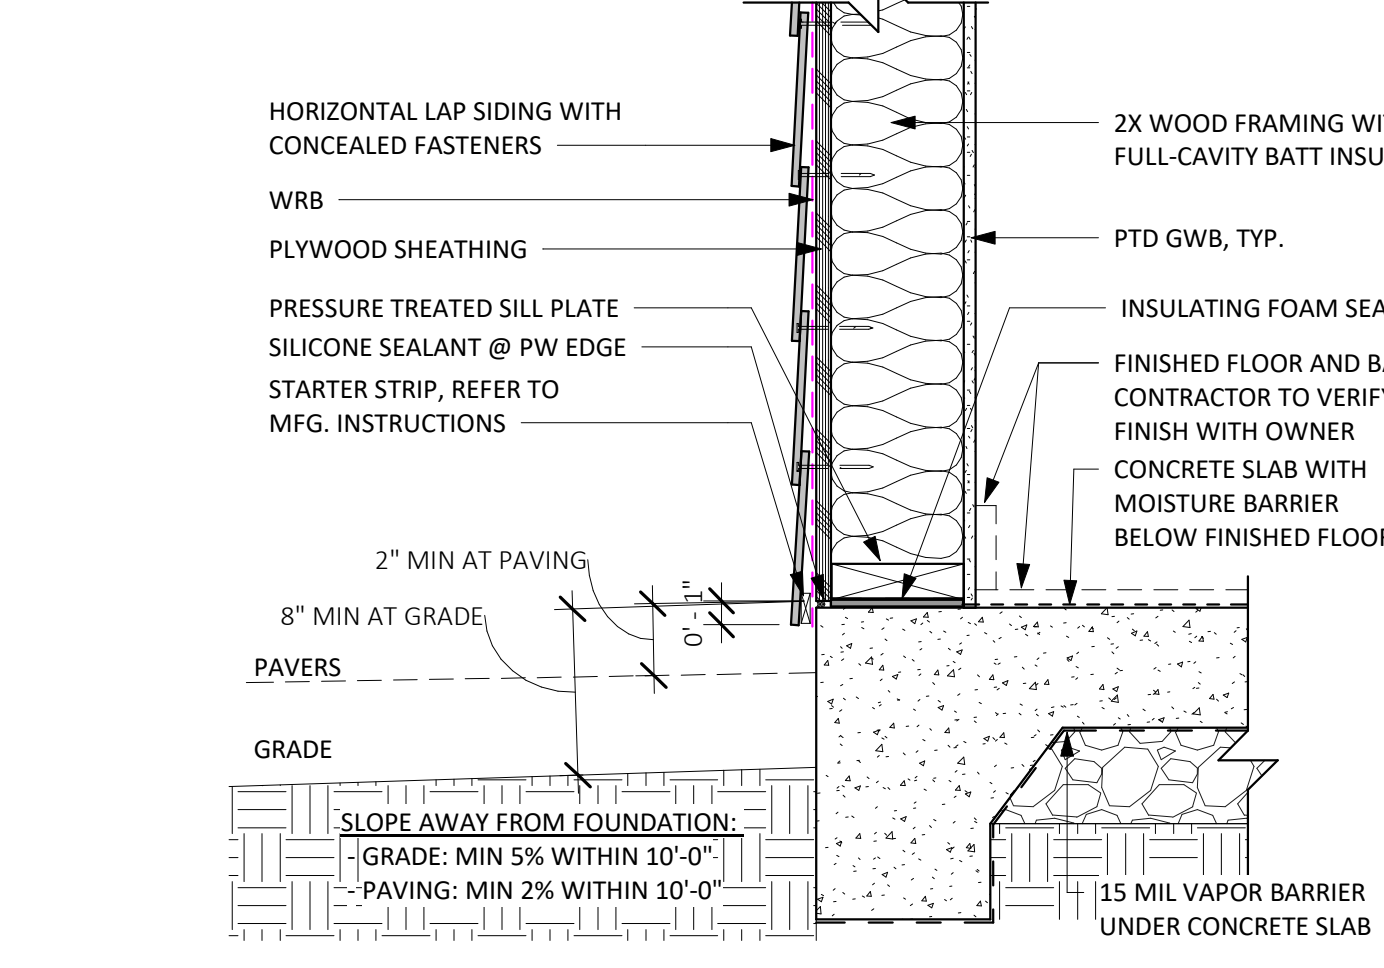 HORIZONTAL LAP SIDING WITH
CONCEALED FASTENERS
WRB
PLYWOOD SHEATHING
PRESSURE TREATED SILL PLATE
SILICONE SEALANT @ PW EDGE
STARTER STRIP, REFER TO
MFG. INSTRUCTIONS
2" MIN AT PAVING
8" MIN AT GRADE
0' - 1"
PAVERS
GRADE
SLOPE AWAY FROM FOUNDATION:
- GRADE: MIN 5% WITHIN 10'-0"
- PAVING: MIN 2% WITHIN 10'-0"
2X WOOD FRAMING WI
FULL-CAVITY BATT INSU
PTD GWB, TYP.
INSULATING FOAM SEA
FINISHED FLOOR AND BA
CONTRACTOR TO VERIFY
FINISH WITH OWNER
CONCRETE SLAB WITH
MOISTURE BARRIER
BELOW FINISHED FLOOR
15 MIL VAPOR BARRIER
UNDER CONCRETE SLAB